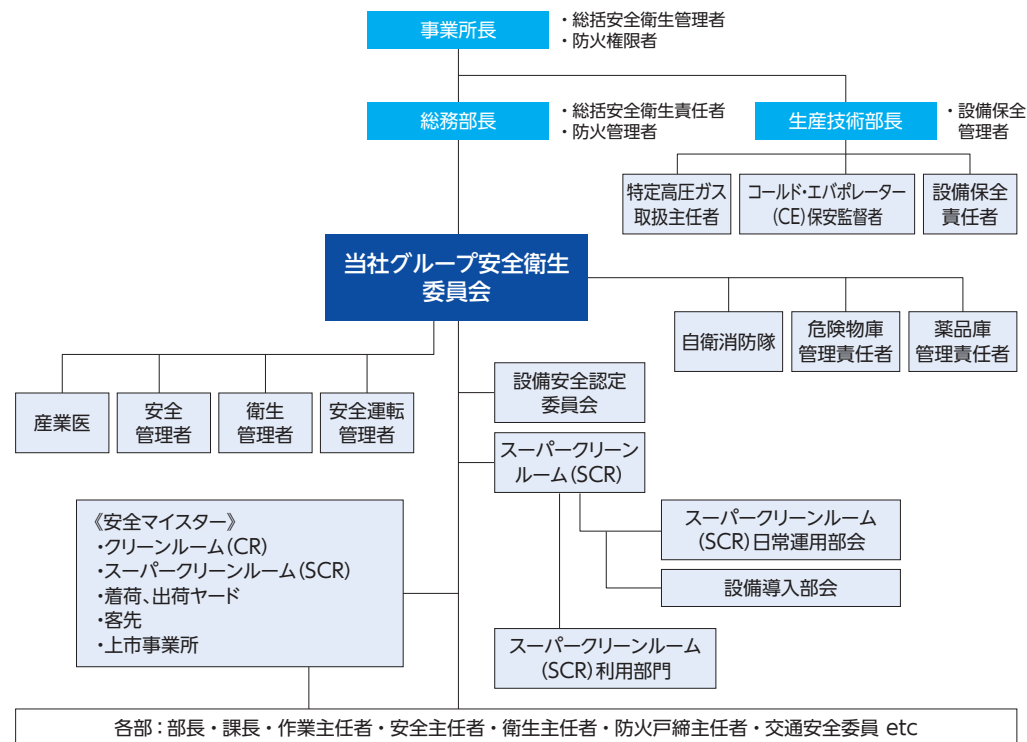 事業所長
・総括安全衛生管理者
・防火権限者
総務部長
・総括安全衛生責任者
・防火管理者
生産技術部長
・設備保全
管理者
特定高圧ガス
取扱主任者
コールド・エバポレーター
(CE)保安監督者
設備保全
責任者
当社グループ安全衛生
委員会
自衛消防隊
危険物庫
管理責任者
薬品庫
管理責任者
産業医
安全
管理者
衛生
管理者
安全運転
管理者
設備安全認定
委員会
スーパークリーン
ルーム(SCR)
《安全マイスター》
・クリーンルーム(CR)
・スーパークリーンルーム(SCR)
・着荷、出荷ヤード
・客先
・上市事業所
スーパークリーンルーム
(SCR)日常運用部会
設備導入部会
スーパークリーンルーム
(SCR)利用部門
各部：部長・課長・作業主任者・安全主任者・衛生主任者・防火戸締主任者・交通安全委員 etc